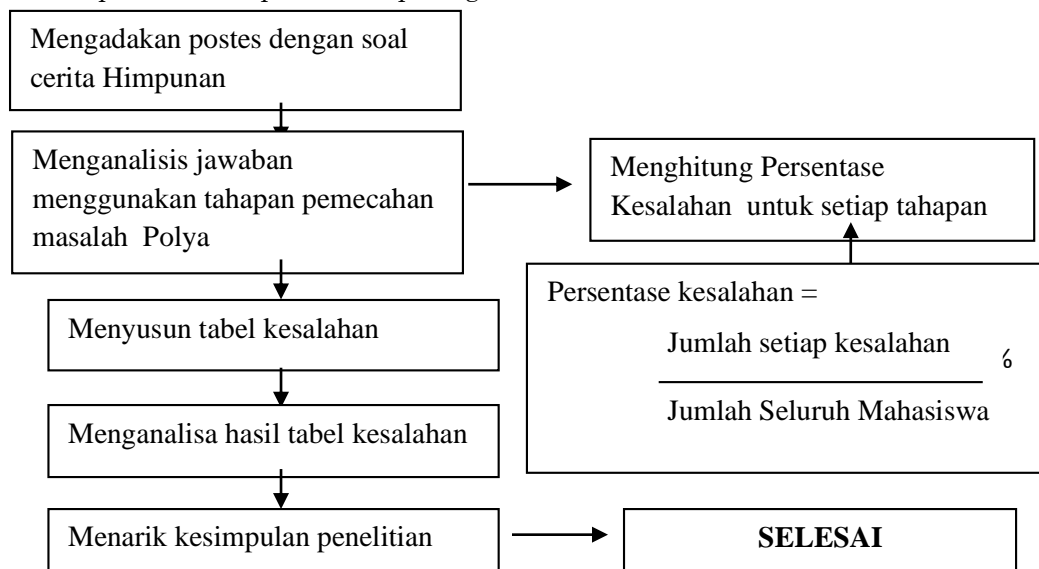 Mengadakan postes dengan soal
cerita Himpunan
Menganalisis jawaban
menggunakan tahapan pemecahan
masalah Polya
Menghitung Persentase
Kesalahan untuk setiap tahapan
Persentase kesalahan =
Jumlah setiap kesalahan
Jumlah Seluruh Mahasiswa
Menyusun tabel kesalahan
Menganalisa hasil tabel kesalahan
Menarik kesimpulan penelitian
SELESAI